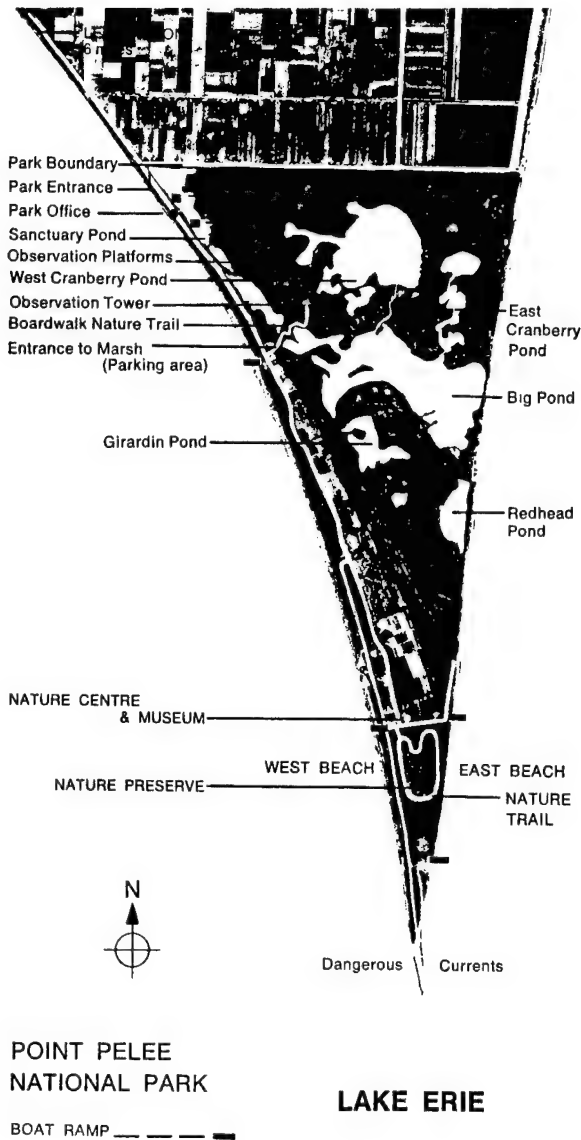 6 miles
Park Boundary
Park Entrance
Park Office
Sanctuary Pond
Observation Platforms
West Cranberry Pond
Observation Tower
Boardwalk Nature Trail
Entrance to Marsh
(Parking area)
East
Cranberry
Pond
Big Pond
Girardin Pond
Redhead
Pond
NATURE CENTRE
& MUSEUM
WEST BEACH
EAST BEACH
NATURE PRESERVE
NATURE
TRAIL
N
Dangerous Currents
POINT PELEE
NATIONAL PARK
LAKE ERIE
BOAT RAMP